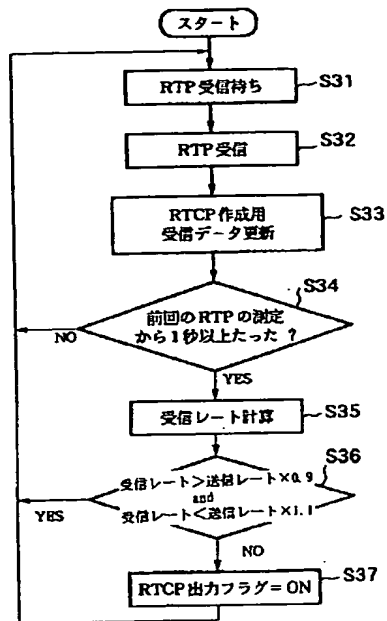 スタート
RTP受信待ち
S31
RTP受信
S32
RTCP作成用
受信データ更新
S33
S34
前回のRTPの測定
から1秒以上たった?
NO
YES
受信レート計算
S35
S36
受信レート>送信レート×0.9
and
受信レート<送信レート×1.1
YES
NO
RTCP出力フラグ=ON
S37